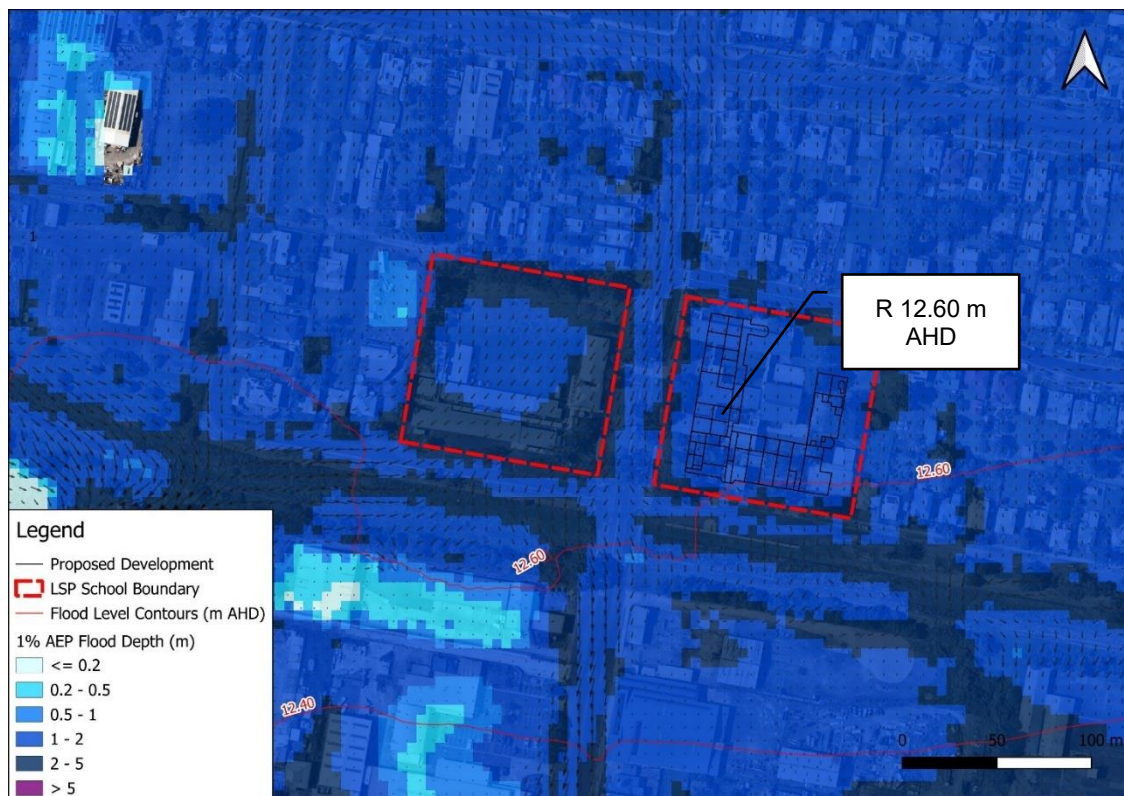 1
R 12.60 m
AHD
12.60
12.60
12.40
Legend
Proposed Development
LSP School Boundary
Flood Level Contours (m AHD)
1% AEP Flood Depth (m)
<= 0.2
0.2 - 0.5
0.5 - 1
1 - 2
2 - 5
> 5
0 50 100 m